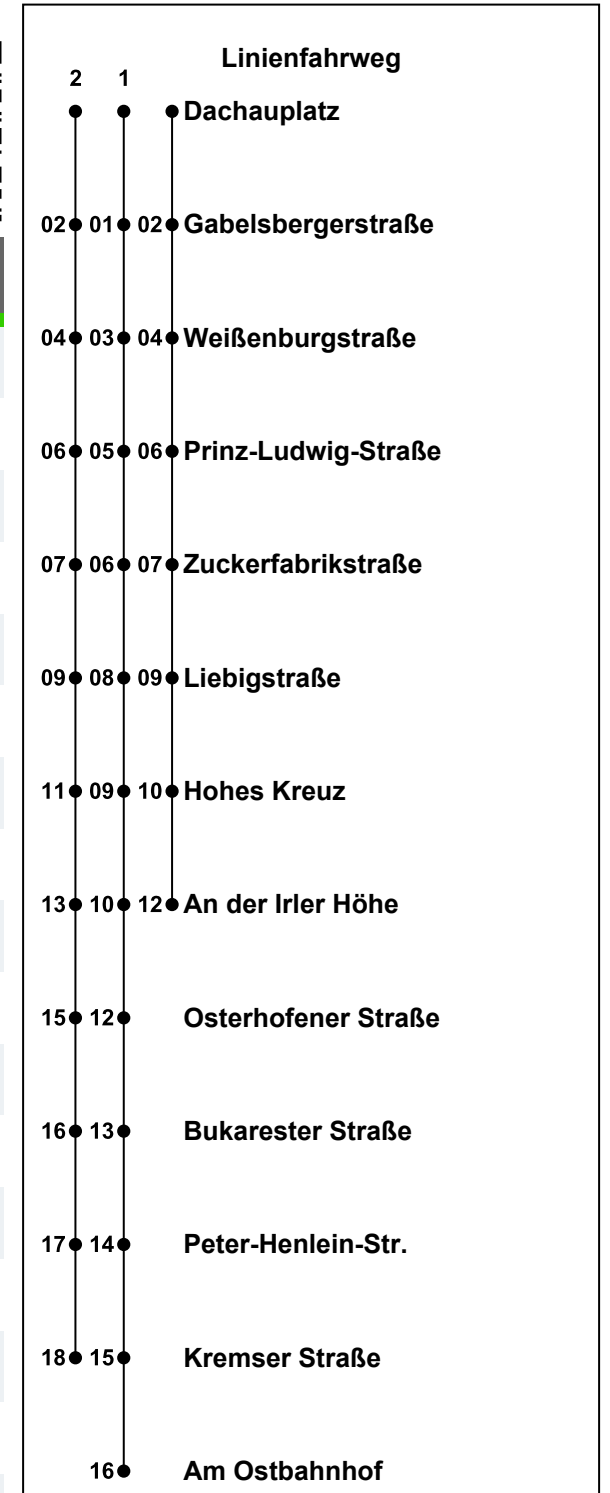 Linienfahrweg
2 1
Dachauplatz
02 01 02 Gabelsbergerstraße
04 03 04 Weißenburgstraße
06 05 06 Prinz-Ludwig-Straße
07 06 07 Zuckerfabrikstraße
09 08 09 Liebigstraße
11 09 10 Hohes Kreuz
13 10 12 An der Irler Höhe
15 12 Osterhofener Straße
16 13 Bukarester Straße
17 14 Peter-Henlein-Str.
18 15 Kremser Straße
16 Am Ostbahnhof